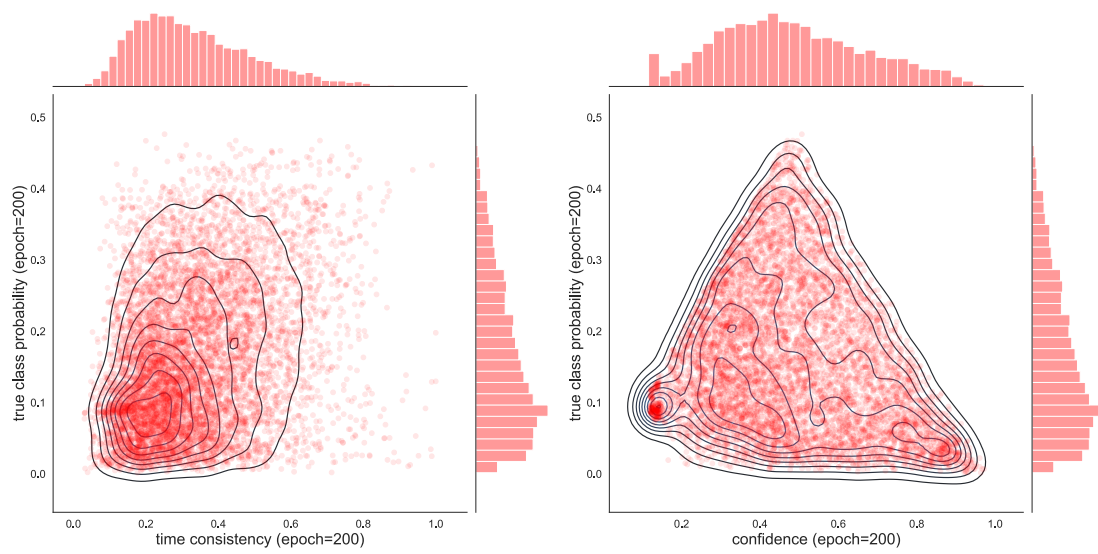 0.5
0.4
0.3
0.2
0.1
0.0
true class probability (epoch=200)
0.0 0.2 0.4 0.6 0.8 1.0
time consistency (epoch=200)
0.5
0.4
0.3
0.2
0.1
0.0
true class probability (epoch=200)
0.2 0.4 0.6 0.8 1.0
confidence (epoch=200)